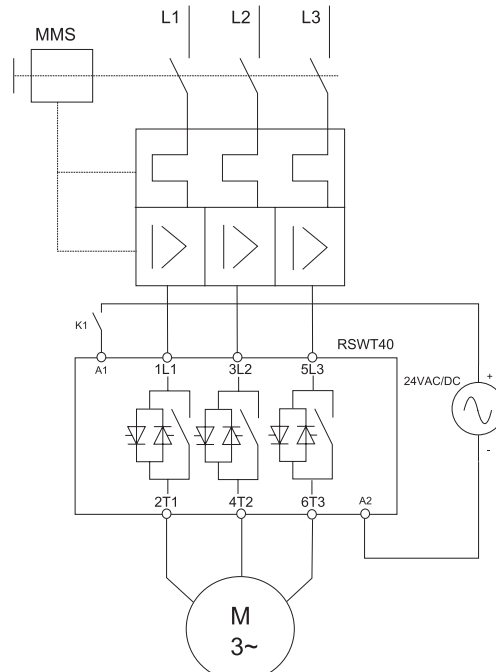 L1 L2 L3
MMS
K1
RSWT40
A1 1L1 3L2 5L3
24VAC/DC
+
-
2T1 4T2 6T3 A2
M
3~